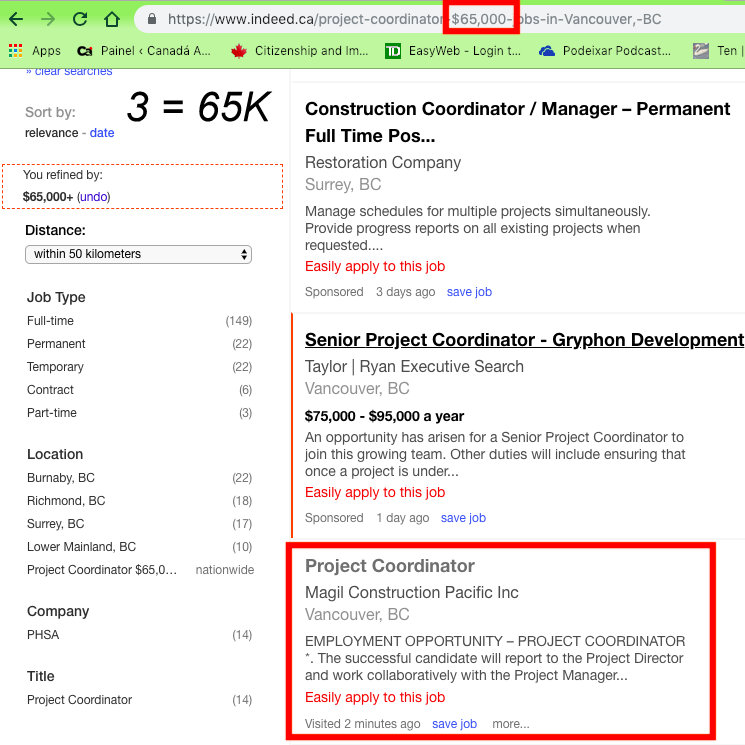 https://www.indeed.ca/project-coordinator-$65,000-jobs-in-Vancouver,-BC
Apps Painel ‹ Canadá A... Citizenship and Im... EasyWeb - Login t... Podeixar Podcast... Ten |
» clear searches
Sort by:
relevance - date
3 = 65K
You refined by:
$65,000+ (undo)
Distance:
within 50 kilometers
Job Type
Full-time (149)
Permanent (22)
Temporary (22)
Contract (6)
Part-time (3)
Location
Burnaby, BC (22)
Richmond, BC (18)
Surrey, BC (17)
Lower Mainland, BC (10)
Project Coordinator $65,0... nationwide
Company
PHSA (14)
Title
Project Coordinator (14)
Construction Coordinator / Manager – Permanent
Full Time Pos...
Restoration Company
Surrey, BC
Manage schedules for multiple projects simultaneously.
Provide progress reports on all existing projects when
requested....
Easily apply to this job
Sponsored 3 days ago save job
Senior Project Coordinator - Gryphon Development
Taylor | Ryan Executive Search
Vancouver, BC
$75,000 - $95,000 a year
An opportunity has arisen for a Senior Project Coordinator to
join this growing team. Other duties will include ensuring that
once a project is under...
Easily apply to this job
Sponsored 1 day ago save job
Project Coordinator
Magil Construction Pacific Inc
Vancouver, BC
EMPLOYMENT OPPORTUNITY – PROJECT COORDINATOR
*. The successful candidate will report to the Project Director
and work collaboratively with the Project Manager...
Easily apply to this job
Visited 2 minutes ago save job more...